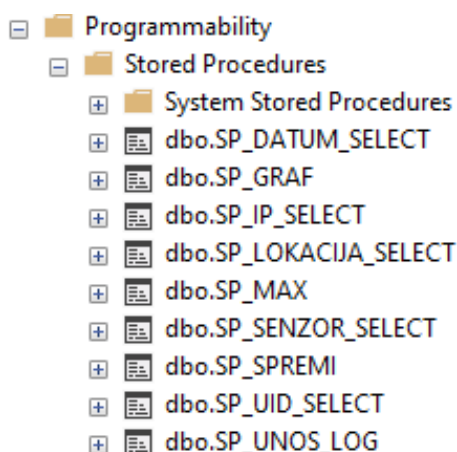 Programmability
Stored Procedures
System Stored Procedures
dbo.SP_DATUM_SELECT
dbo.SP_GRAF
dbo.SP_IP_SELECT
dbo.SP_LOKACIJA_SELECT
dbo.SP_MAX
dbo.SP_SENZOR_SELECT
dbo.SP_SPREMI
dbo.SP_UID_SELECT
dbo.SP_UNOS_LOG